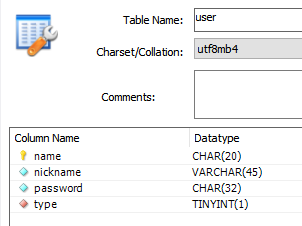 Table Name: user
Charset/Collation: utf8mb4
Comments:
Column Name Datatype
name CHAR(20)
nickname VARCHAR(45)
password CHAR(32)
type TINYINT(1)